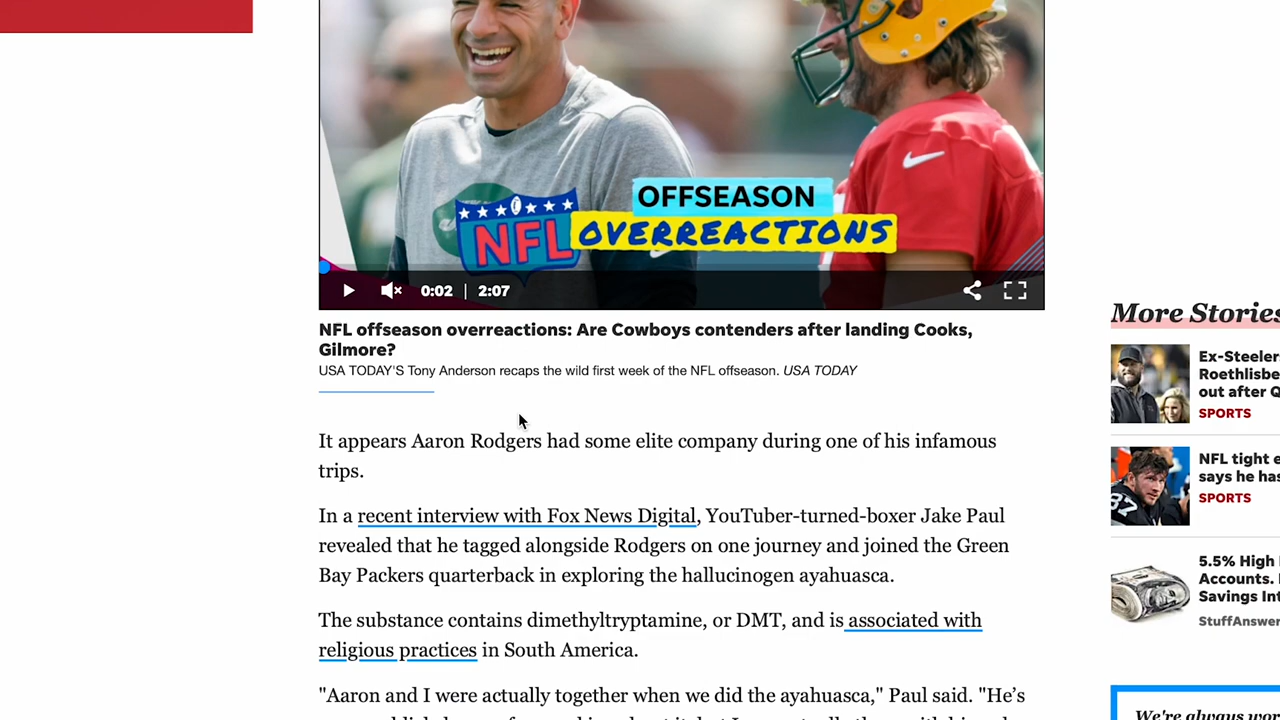 OFFSEASON
NFL OVERREACTIONS
0:02 | 2:07
NFL offseason overreactions: Are Cowboys contenders after landing Cooks,
Gilmore?
USA TODAY'S Tony Anderson recaps the wild first week of the NFL offseason. USA TODAY
It appears Aaron Rodgers had some elite company during one of his infamous
trips.
In a recent interview with Fox News Digital, YouTuber-turned-boxer Jake Paul
revealed that he tagged alongside Rodgers on one journey and joined the Green
Bay Packers quarterback in exploring the hallucinogen ayahuasca.
The substance contains dimethyltryptamine, or DMT, and is associated with
religious practices in South America.
"Aaron and I were actually together when we did the ayahuasca," Paul said. "He's
More Stories
Ex-Steeler
Roethlisbe
out after Q
SPORTS
NFL tight e
says he has
SPORTS
87
5.5% High
Accounts.
Savings Int
StuffAnswer
We're always wor